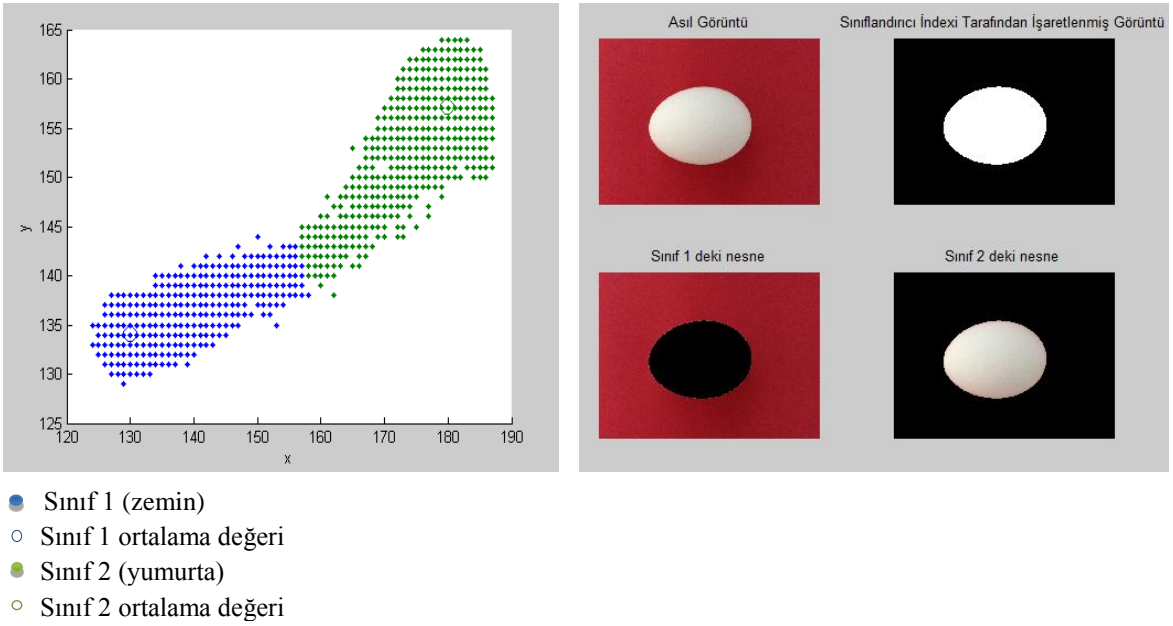 165
160
155
150
145
140
135
130
125
y
120 130 140 150 160 170 180 190
x
Asıl Görüntü
Sınıflandırıcı İndexi Tarafından İşaretlenmiş Görüntü
Sınıf 1 deki nesne
Sınıf 2 deki nesne
Sınıf 1 (zemin)
Sınıf 1 ortalama değeri
Sınıf 2 (yumurta)
Sınıf 2 ortalama değeri